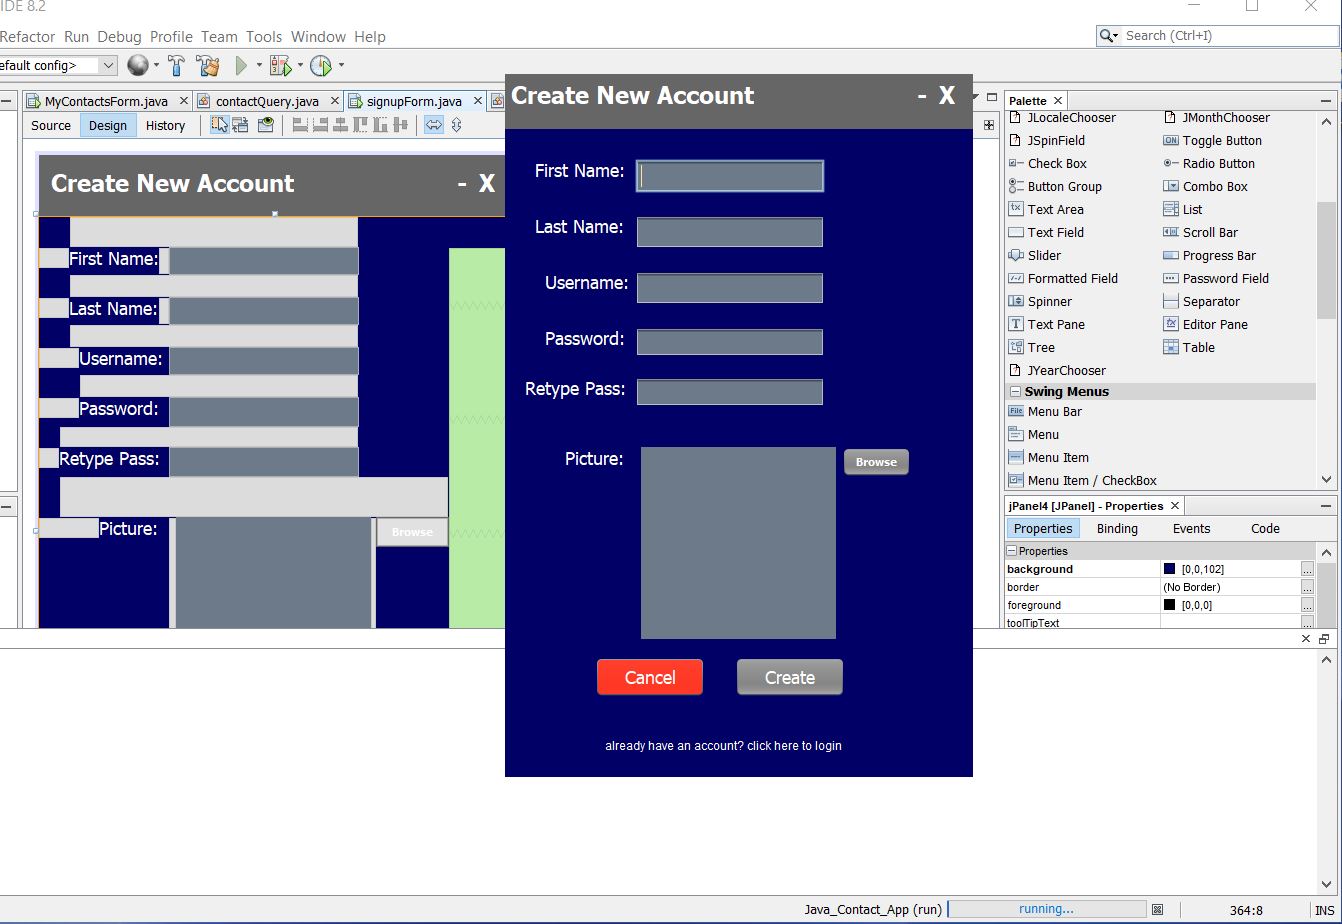 IDE 8.2
Refactor Run Debug Profile Team Tools Window Help
Search (Ctrl+I)
efault config>
MyContactsForm.java
contactQuery.java
signupForm.java
Source Design History
Create New Account
- X
First Name:
Last Name:
Username:
Password:
Retype Pass:
Picture:
Browse
Create New Account
- X
First Name:
Last Name:
Username:
Password:
Retype Pass:
Picture:
Browse
Cancel
Create
already have an account? click here to login
Palette
JLocaleChooser JMonthChooser
JSpinField ON Toggle Button
Check Box Radio Button
Button Group Combo Box
Text Area List
Text Field Scroll Bar
Slider Progress Bar
Formatted Field Password Field
Spinner Separator
Text Pane Editor Pane
Tree Table
JYearChooser
Swing Menus
File Menu Bar
Menu
Menu Item
Menu Item / CheckBox
jPanel4 [JPanel] - Properties
Properties Binding Events Code
Properties
background [0,0,102] ...
border (No Border) ...
foreground [0,0,0] ...
toolTipText ...
Java_Contact_App (run) running... 364:8 INS